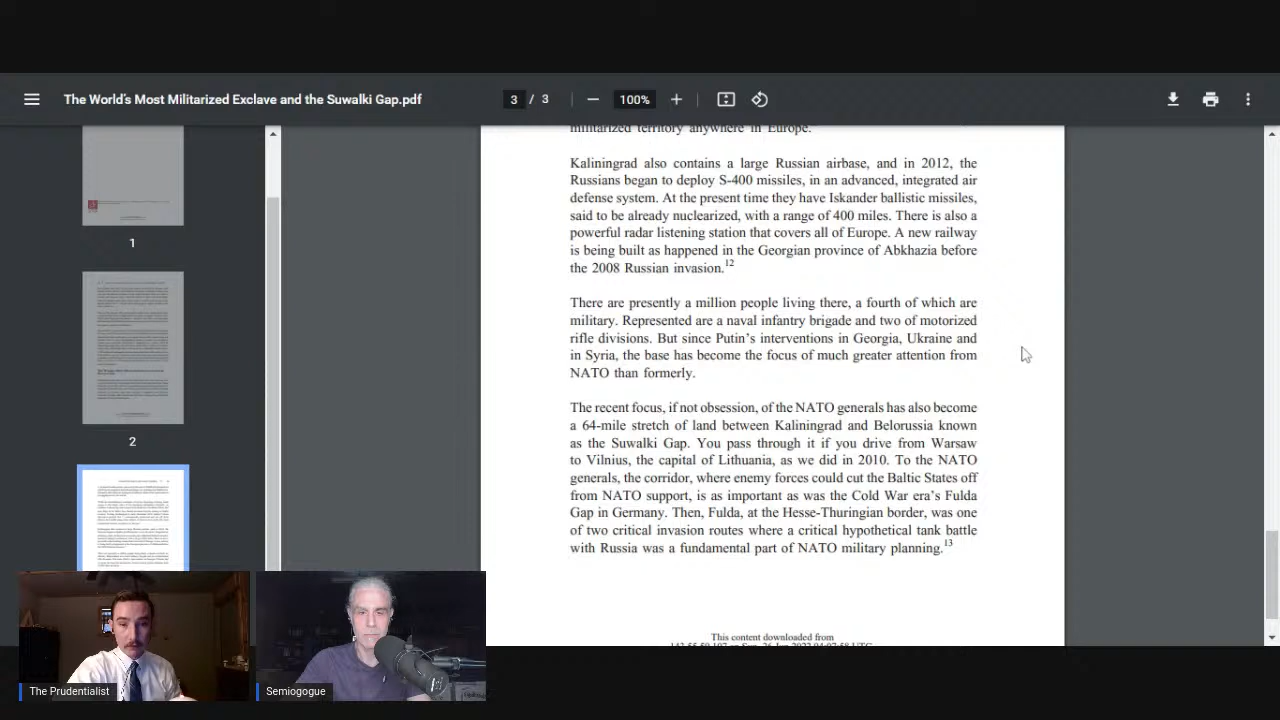 The World's Most Militarized Exclave and the Suwalki Gap.pdf
3 / 3
100%
1
2
militarized territory anywhere in Europe.
Kaliningrad also contains a large Russian airbase, and in 2012, the
Russians began to deploy S-400 missiles, in an advanced, integrated air
defense system. At the present time they have Iskander ballistic missiles,
said to be already nuclearized, with a range of 400 miles. There is also a
powerful radar listening station that covers all of Europe. A new railway
is being built as happened in the Georgian province of Abkhazia before
the 2008 Russian invasion.12
There are presently a million people living there, a fourth of which are
military. Represented are a naval infantry brigade and two of motorized
rifle divisions. But since Putin's interventions in Georgia, Ukraine and
in Syria, the base has become the focus of much greater attention from
NATO than formerly.
The recent focus, if not obsession, of the NATO generals has also become
a 64-mile stretch of land between Kaliningrad and Belorussia known
as the Suwalki Gap. You pass through it if you drive from Warsaw
to Vilnius, the capital of Lithuania, as we did in 2010. To the NATO
generals, the corridor, where enemy forces could cut the Baltic States off
from NATO support, is as important as was the Cold War era's Fulda
Gap in Germany. Then, Fulda, at the Hesse-Thuringian border, was one
of two critical invasion routes where a critical hypothetical tank battle
with Russia was a fundamental part of NATO military planning.13
This content downloaded from
The Prudentialist
Semiogogue